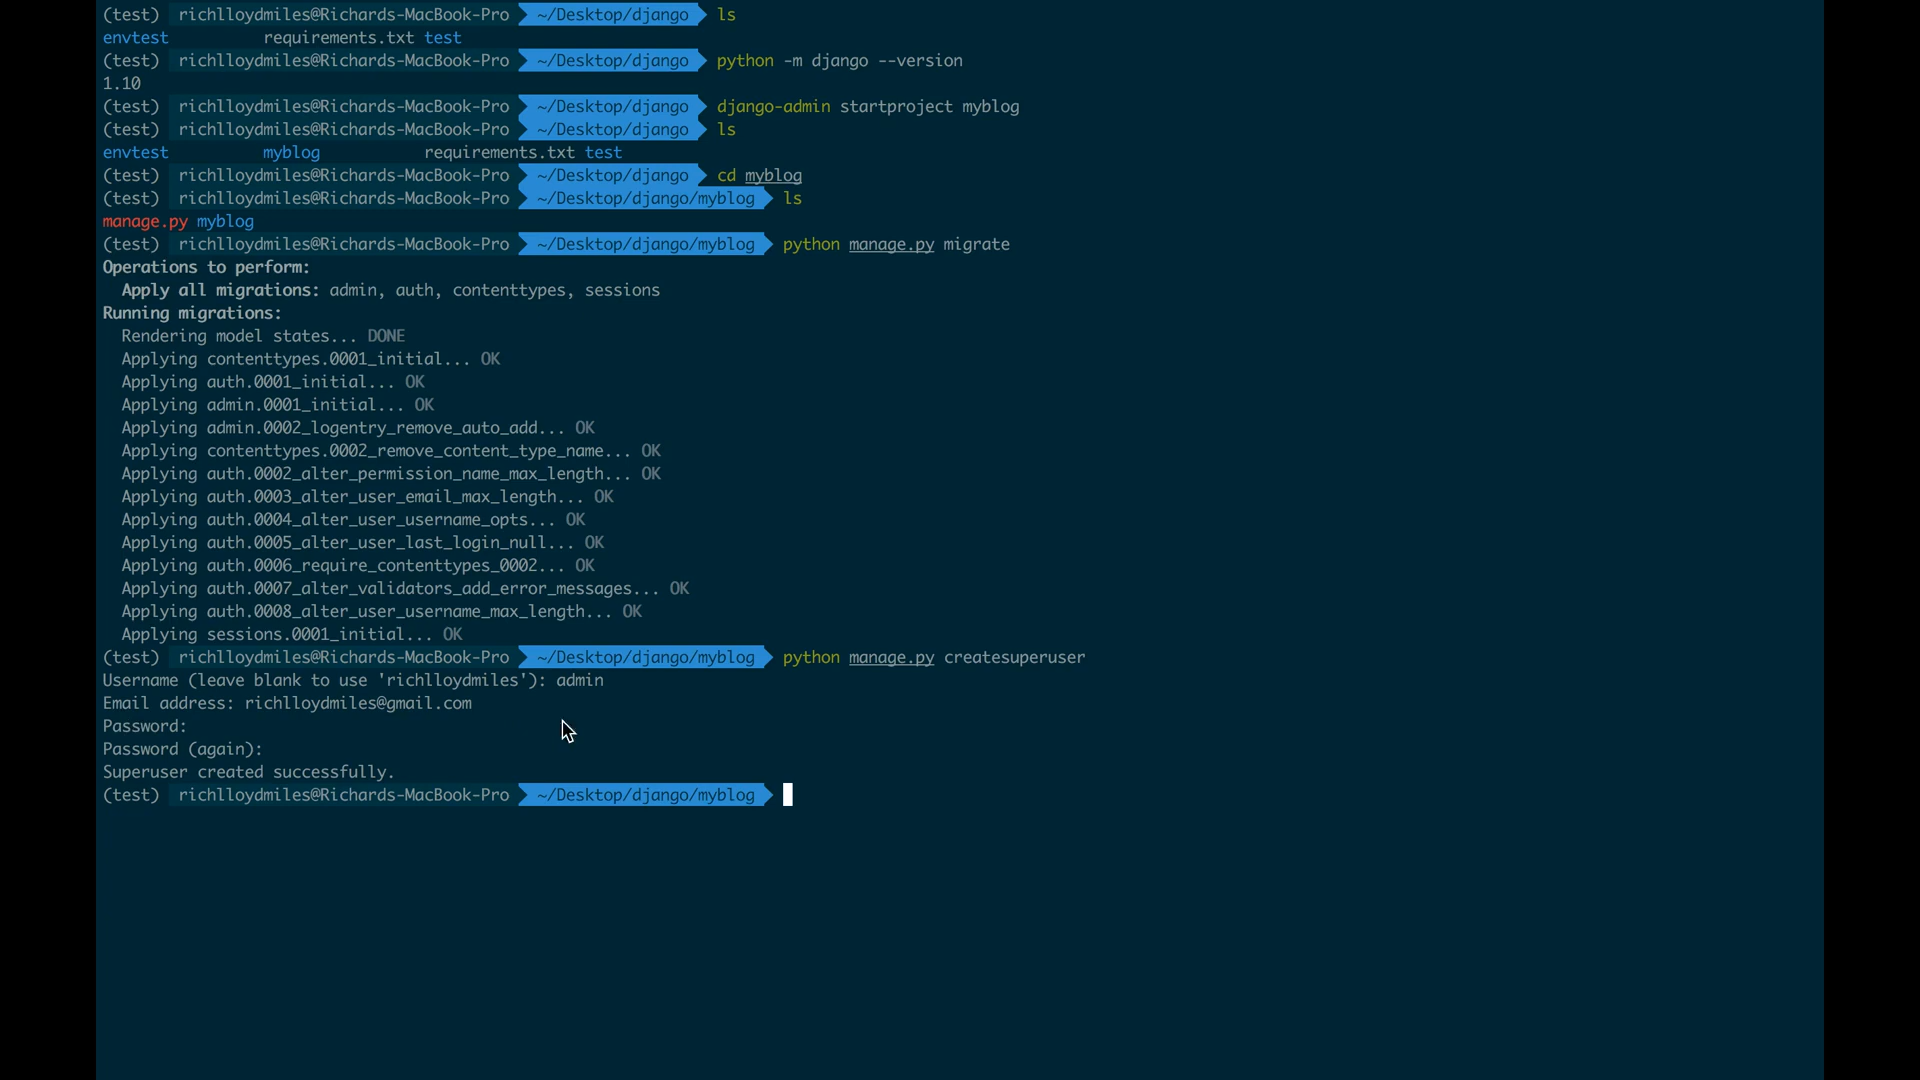 (test) richlloydmiles@Richards-MacBook-Pro ~/Desktop/django ls
envtest requirements.txt test
(test) richlloydmiles@Richards-MacBook-Pro ~/Desktop/django python -m django --version
1.10
(test) richlloydmiles@Richards-MacBook-Pro ~/Desktop/django django-admin startproject myblog
(test) richlloydmiles@Richards-MacBook-Pro ~/Desktop/django ls
envtest myblog requirements.txt test
(test) richlloydmiles@Richards-MacBook-Pro ~/Desktop/django cd myblog
(test) richlloydmiles@Richards-MacBook-Pro ~/Desktop/django/myblog ls
manage.py myblog
(test) richlloydmiles@Richards-MacBook-Pro ~/Desktop/django/myblog python manage.py migrate
Operations to perform:
Apply all migrations: admin, auth, contenttypes, sessions
Running migrations:
Rendering model states... DONE
Applying contenttypes.0001_initial... OK
Applying auth.0001_initial... OK
Applying admin.0001_initial... OK
Applying admin.0002_logentry_remove_auto_add... OK
Applying contenttypes.0002_remove_content_type_name... OK
Applying auth.0002_alter_permission_name_max_length... OK
Applying auth.0003_alter_user_email_max_length... OK
Applying auth.0004_alter_user_username_opts... OK
Applying auth.0005_alter_user_last_login_null... OK
Applying auth.0006_require_contenttypes_0002... OK
Applying auth.0007_alter_validators_add_error_messages... OK
Applying auth.0008_alter_user_username_max_length... OK
Applying sessions.0001_initial... OK
(test) richlloydmiles@Richards-MacBook-Pro ~/Desktop/django/myblog python manage.py createsuperuser
Username (leave blank to use 'richlloydmiles'): admin
Email address: richlloydmiles@gmail.com
Password:
Password (again):
Superuser created successfully.
(test) richlloydmiles@Richards-MacBook-Pro ~/Desktop/django/myblog